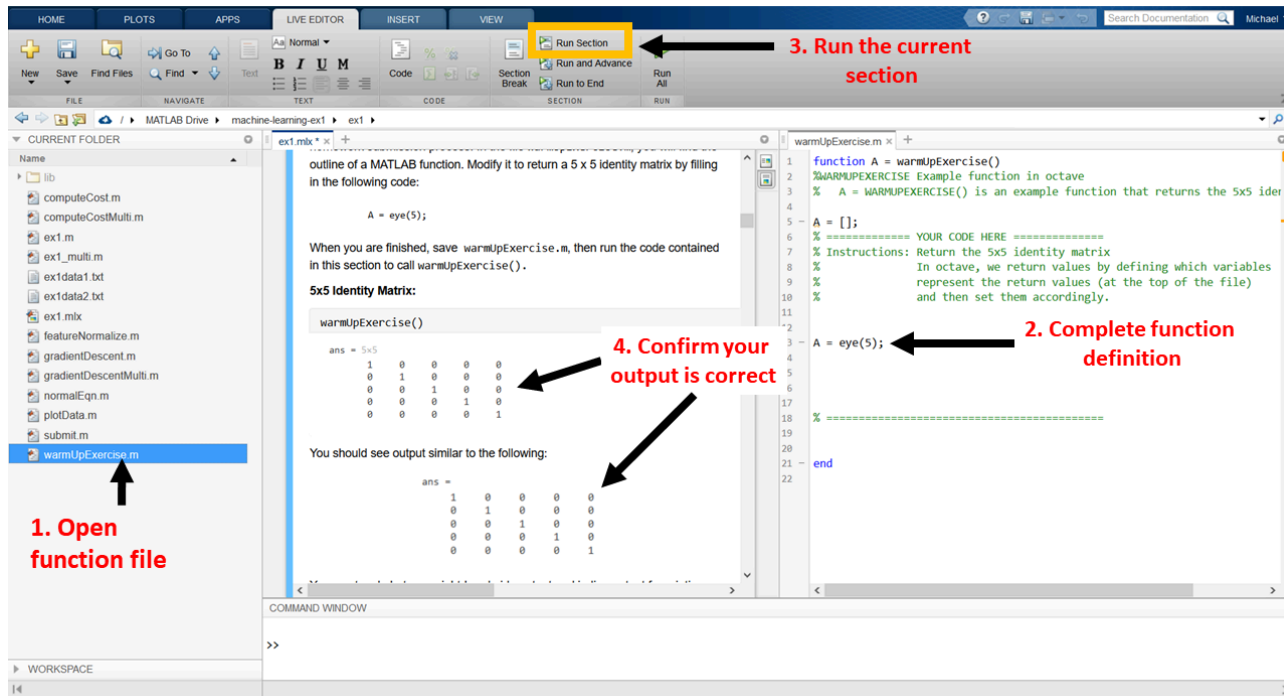 HOME PLOTS APPS LIVE EDITOR INSERT VIEW
Search Documentation Michael
New Save Find Files
Go To
Find
Text
Normal
B I U M
Code
Section Break
Run Section
Run and Advance
Run to End
Run All
FILE NAVIGATE TEXT CODE SECTION RUN
3. Run the current
section
/ MATLAB Drive machine-learning-ex1 ex1
CURRENT FOLDER
Name
lib
computeCost.m
computeCostMulti.m
ex1.m
ex1_multi.m
ex1data1.txt
ex1data2.txt
ex1.mlx
featureNormalize.m
gradientDescent.m
gradientDescentMulti.m
normalEqn.m
plotData.m
submit.m
warmUpExercise.m
1. Open
function file
WORKSPACE
ex1.mlx * × +
outline of a MATLAB function. Modify it to return a 5 x 5 identity matrix by filling
in the following code:
A = eye(5);
When you are finished, save warmUpExercise.m, then run the code contained
in this section to call warmUpExercise().
5x5 Identity Matrix:
warmUpExercise()
ans = 5×5
1 0 0 0 0
0 1 0 0 0
0 0 1 0 0
0 0 0 1 0
0 0 0 0 1
4. Confirm your
output is correct
You should see output similar to the following:
ans =
1 0 0 0 0
0 1 0 0 0
0 0 1 0 0
0 0 0 1 0
0 0 0 0 1
warmUpExercise.m × +
1 function A = warmUpExercise()
2 %WARMUPEXERCISE Example function in octave
3 % A = WARMUPEXERCISE() is an example function that returns the 5x5 iden
4
5 A = [];
6 % ============= YOUR CODE HERE ==============
7 % Instructions: Return the 5x5 identity matrix
8 % In octave, we return values by defining which variables
9 % represent the return values (at the top of the file)
10 % and then set them accordingly.
11
2
3 A = eye(5);
4
5
6
17
18 % ===========================================
19
20
21 end
22
2. Complete function
definition
COMMAND WINDOW
>>